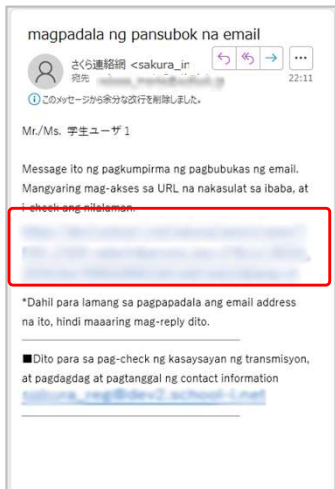 magpadala ng pansubok na email
さくら連絡網 <sakura_in
宛先
22:11
このメッセージから余分な改行を削除しました。
Mr./Ms. 学生ユーザ1
Message ito ng pagkumpirma ng pagbubukas ng email.
Mangyaring mag-akses sa URL na nakasulat sa ibaba, at
i-check ang nilalaman.
*Dahil para lamang sa pagpapadala ang email address
na ito, hindi maaaring mag-reply dito.
■Dito para sa pag-check ng kasaysayan ng transmisyon,
at pagdagdag at pagtanggal ng contact information